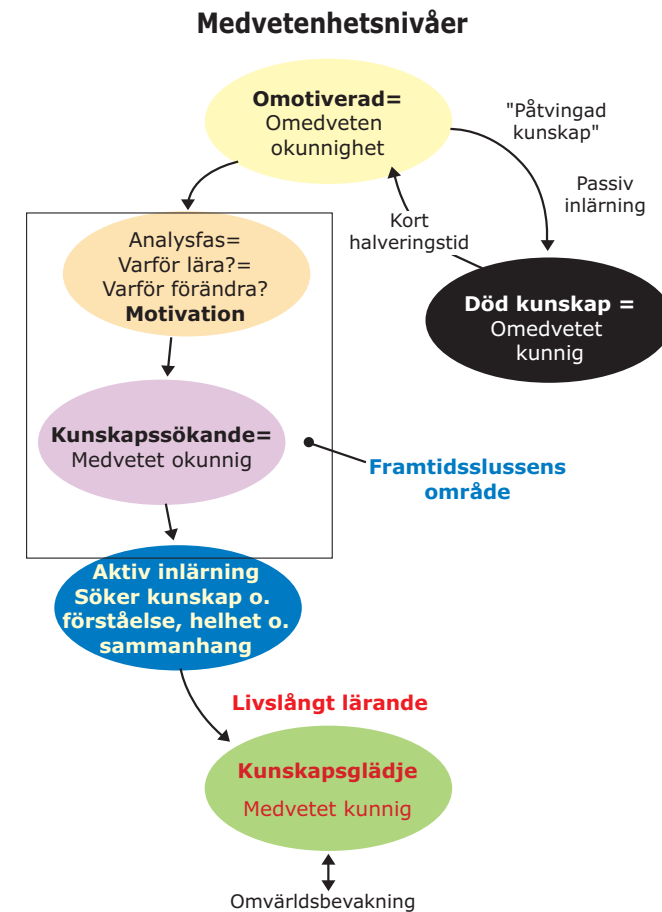 Medvetenhetsnivåer
Omotiverad=
Omedveten
okunnighet
"Påtvingad
kunskap"
Passiv
inlärning
Kort
halveringstid
Död kunskap =
Omedvetet
kunnig
Analysfas=
Varför lära?=
Varför förändra?
Motivation
Kunskapssökande=
Medvetet okunnig
Framtidsslussens
område
Aktiv inlärning
Söker kunskap o.
förståelse, helhet o.
sammanhang
Livslångt lärande
Kunskapsglädje
Medvetet kunnig
Omvärldsbevakning